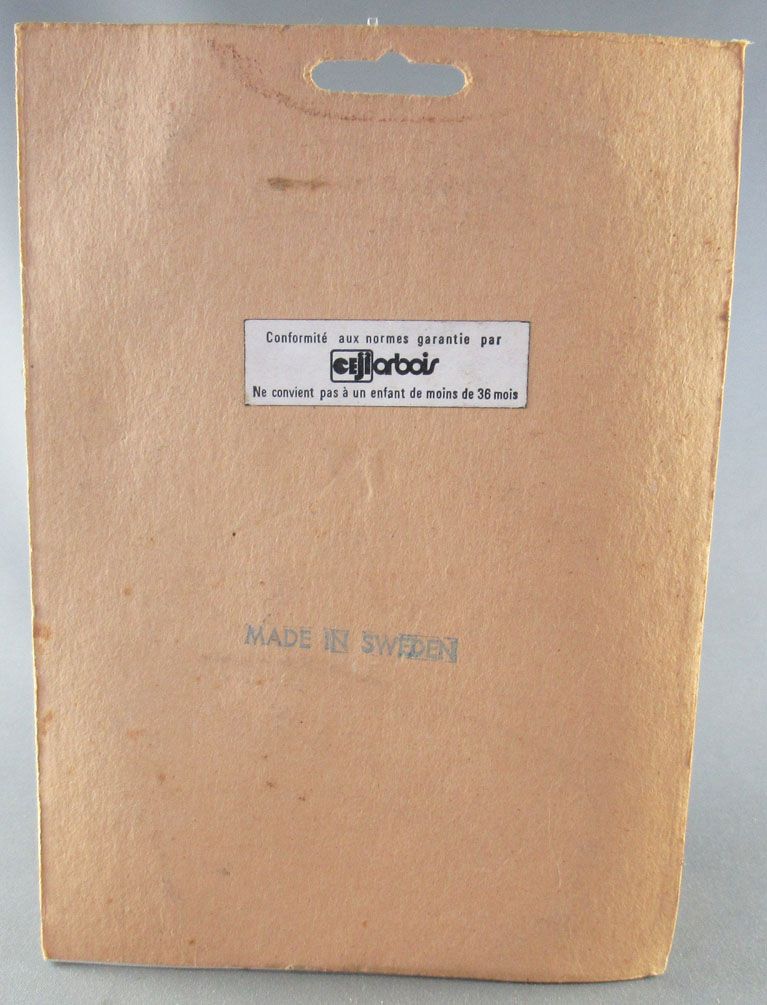 Conformité aux normes garantie par
CEJI arbois
Ne convient pas à un enfant de moins de 36 mois
MADE IN SWEDEN